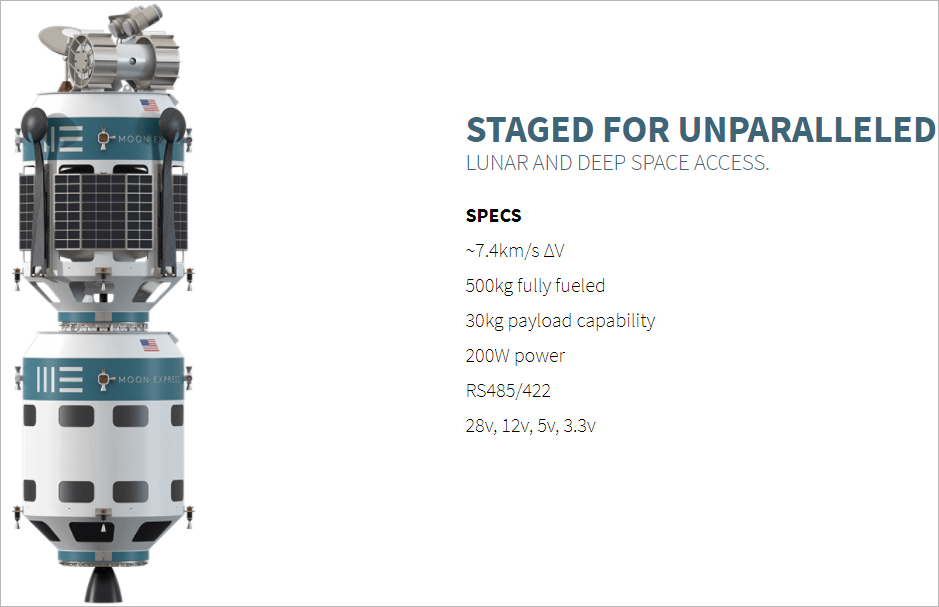 MOON EX
STAGED FOR UNPARALLELED
LUNAR AND DEEP SPACE ACCESS.
SPECS
~7.4km/s ΔV
500kg fully fueled
30kg payload capability
200W power
RS485/422
28v, 12v, 5v, 3.3v
MOON EXPRESS